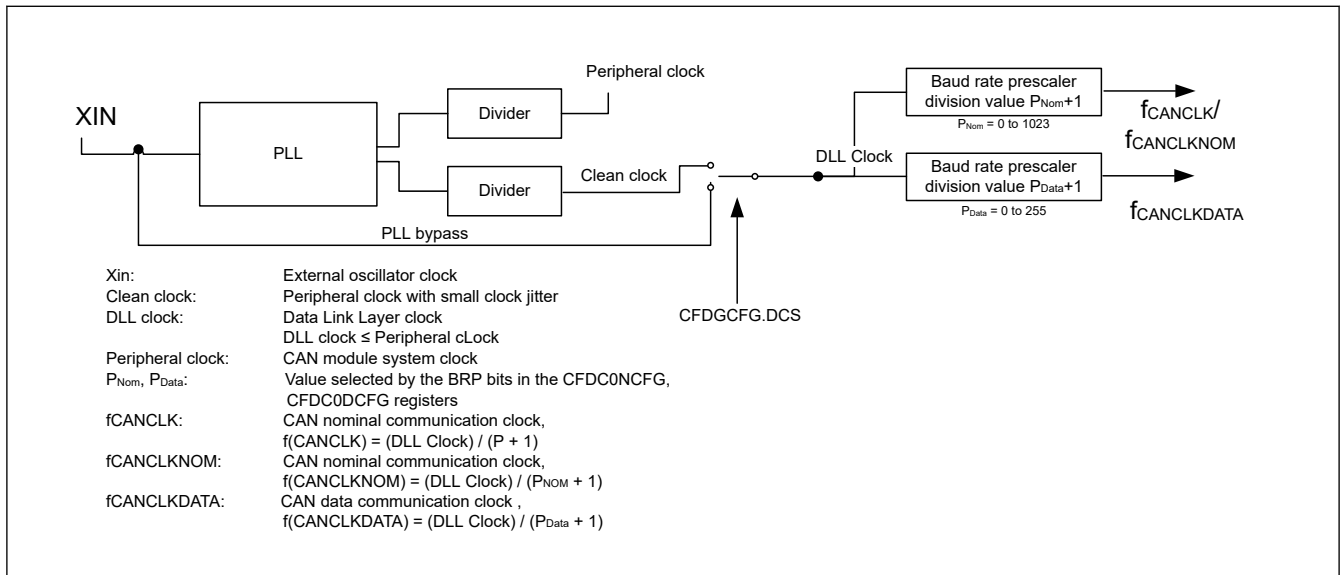 Peripheral clock
XIN
PLL
Divider
Divider
Clean clock
PLL bypass
DLL Clock
CFDGCFG.DCS
Baud rate prescaler
division value PNom+1
PNom = 0 to 1023
fCANCLK/
fCANCLKNOM
Baud rate prescaler
division value PData+1
PData = 0 to 255
fCANCLKDATA
Xin: External oscillator clock
Clean clock: Peripheral clock with small clock jitter
DLL clock: Data Link Layer clock
DLL clock ≤ Peripheral cLock
Peripheral clock: CAN module system clock
PNom, PData: Value selected by the BRP bits in the CFDC0NCFG,
CFDC0DCFG registers
fCANCLK: CAN nominal communication clock,
f(CANCLK) = (DLL Clock) / (P + 1)
fCANCLKNOM: CAN nominal communication clock,
f(CANCLKNOM) = (DLL Clock) / (PNOM + 1)
fCANCLKDATA: CAN data communication clock ,
f(CANCLKDATA) = (DLL Clock) / (PData + 1)